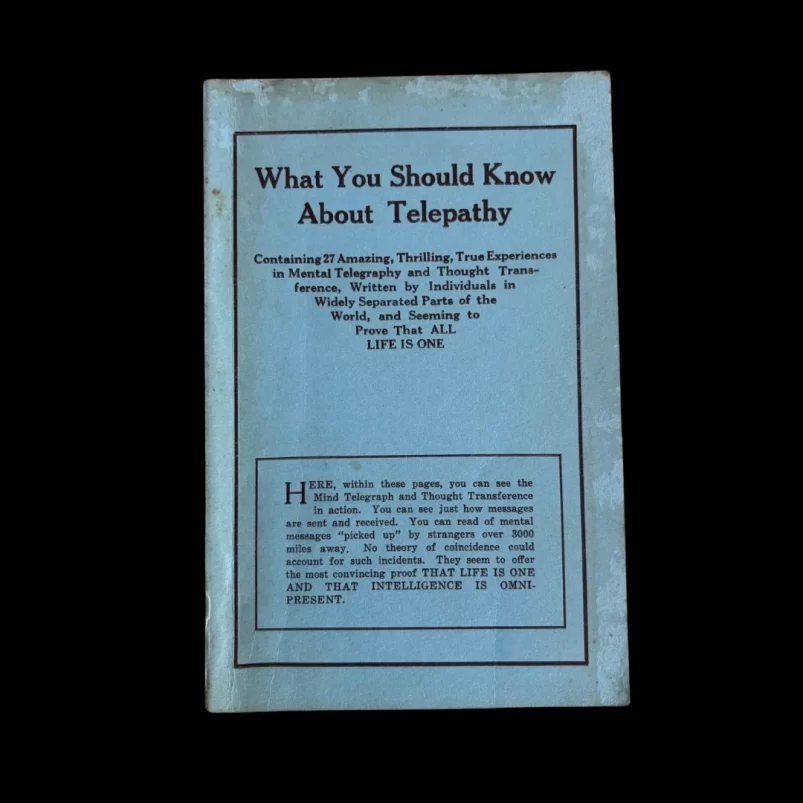 What You Should Know
About Telepathy
Containing 27 Amazing, Thrilling, True Experiences
in Mental Telegraphy and Thought Trans-
ference, Written by Individuals in
Widely Separated Parts of the
World, and Seeming to
Prove That ALL
LIFE IS ONE
HERE, within these pages, you can see the
Mind Telegraph and Thought Transference
in action. You can see just how messages
are sent and received. You can read of mental
messages "picked up" by strangers over 3000
miles away. No theory of coincidence could
account for such incidents. They seem to offer
the most convincing proof THAT LIFE IS ONE
AND THAT INTELLIGENCE IS OMNI-
PRESENT.